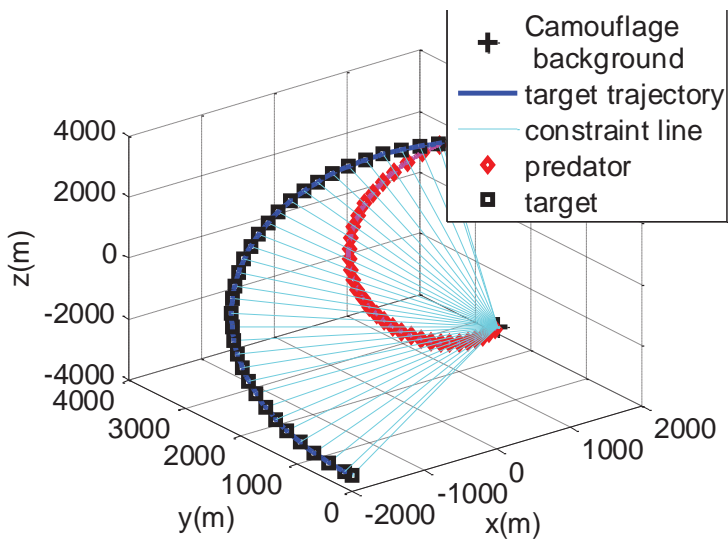 Camouflage
background
target trajectory
constraint line
predator
target
4000
2000
0
-2000
-4000
z(m)
4000
3000
2000
1000
0
y(m)
-2000
-1000
0
1000
2000
x(m)